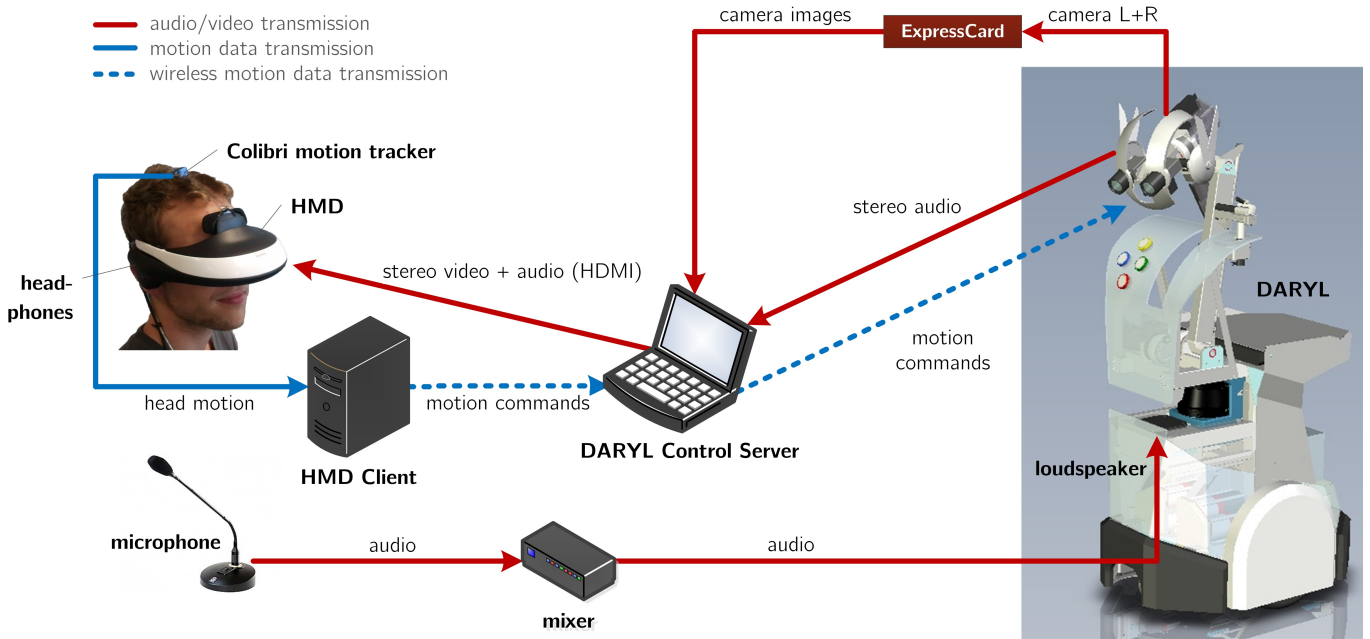 audio/video transmission
motion data transmission
wireless motion data transmission
camera images
ExpressCard
camera L+R
Colibri motion tracker
HMD
stereo audio
stereo video + audio (HDMI)
head-
phones
DARYL
motion
commands
head motion
motion commands
HMD Client
DARYL Control Server
loudspeaker
microphone
audio
audio
mixer